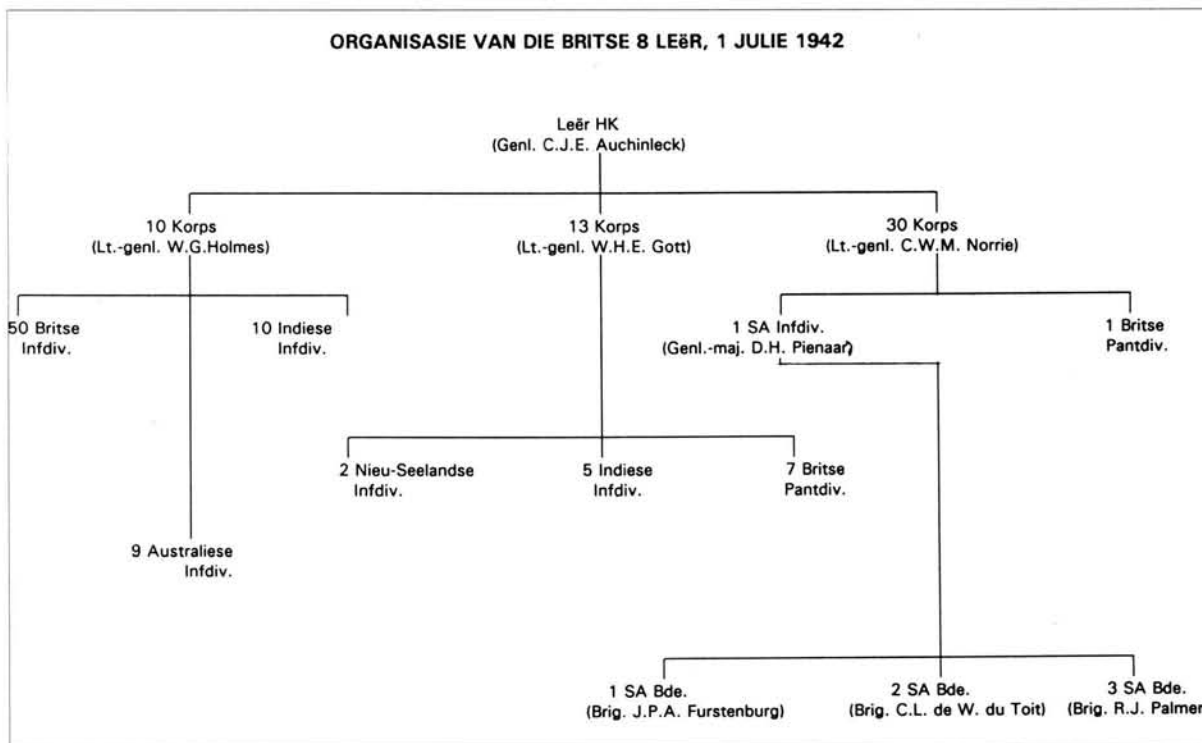 ORGANISASIE VAN DIE BRITSE 8 LEëR, 1 JULIE 1942
Leër HK
(Genl. C.J.E. Auchinleck)
10 Korps
(Lt.-genl. W.G.Holmes)
13 Korps
(Lt.-genl. W.H.E. Gott)
30 Korps
(Lt.-genl. C.W.M. Norrie)
50 Britse
Infdiv.
10 Indiese
Infdiv.
1 SA Infdiv.
(Genl.-maj. D.H. Pienaar)
1 Britse
Pantdiv.
2 Nieu-Seelandse
Infdiv.
5 Indiese
Infdiv.
7 Britse
Pantdiv.
9 Australiese
Infdiv.
1 SA Bde.
(Brig. J.P.A. Furstenburg)
2 SA Bde.
(Brig. C.L. de W. du Toit)
3 SA Bde.
(Brig. R.J. Palmer